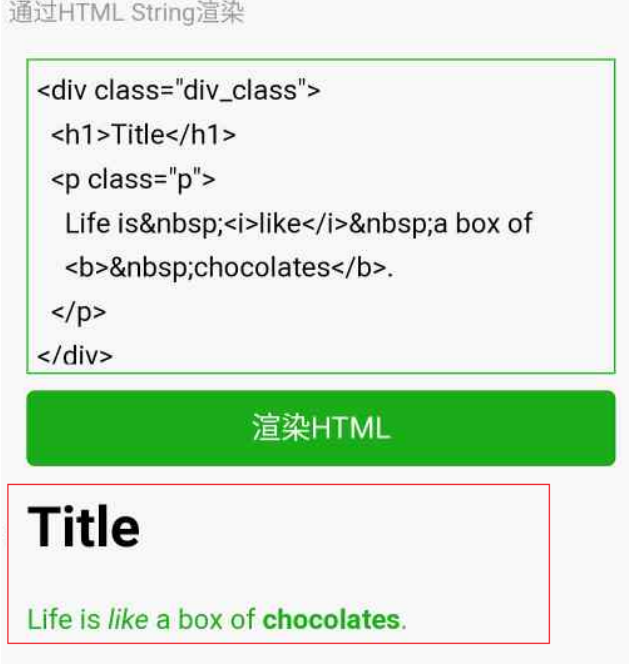 通过HTML String渲染
<div class="div_class">
<h1>Title</h1>
<p class="p">
Life is&nbsp;<i>like</i>&nbsp;a box of
<b>&nbsp;chocolates</b>.
</p>
</div>
渲染HTML
Title
Life is like a box of chocolates.